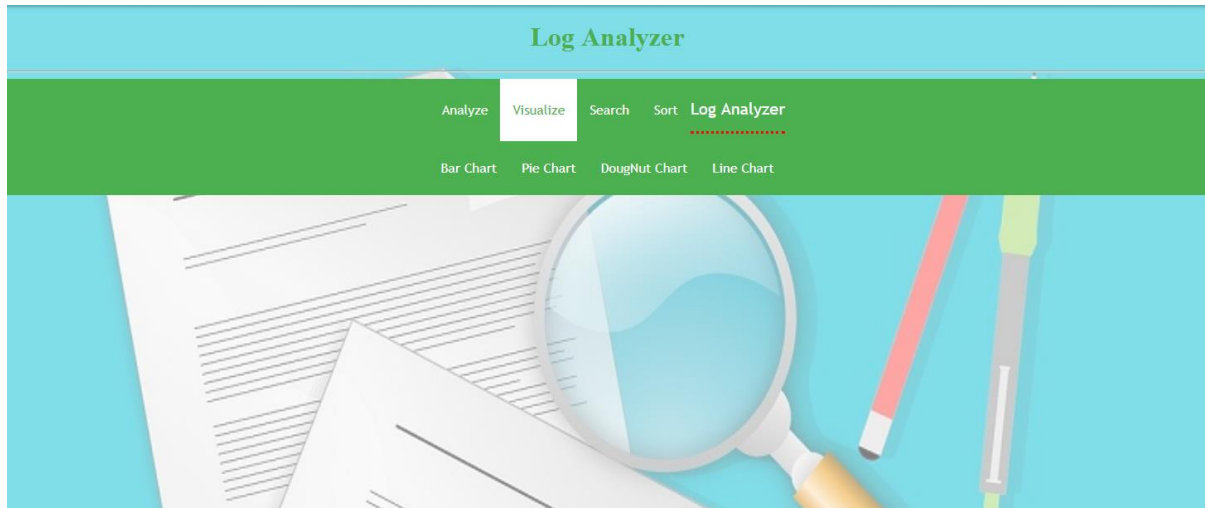 Log Analyzer
Analyze Visualize Search Sort Log Analyzer
Bar Chart Pie Chart DougNut Chart Line Chart